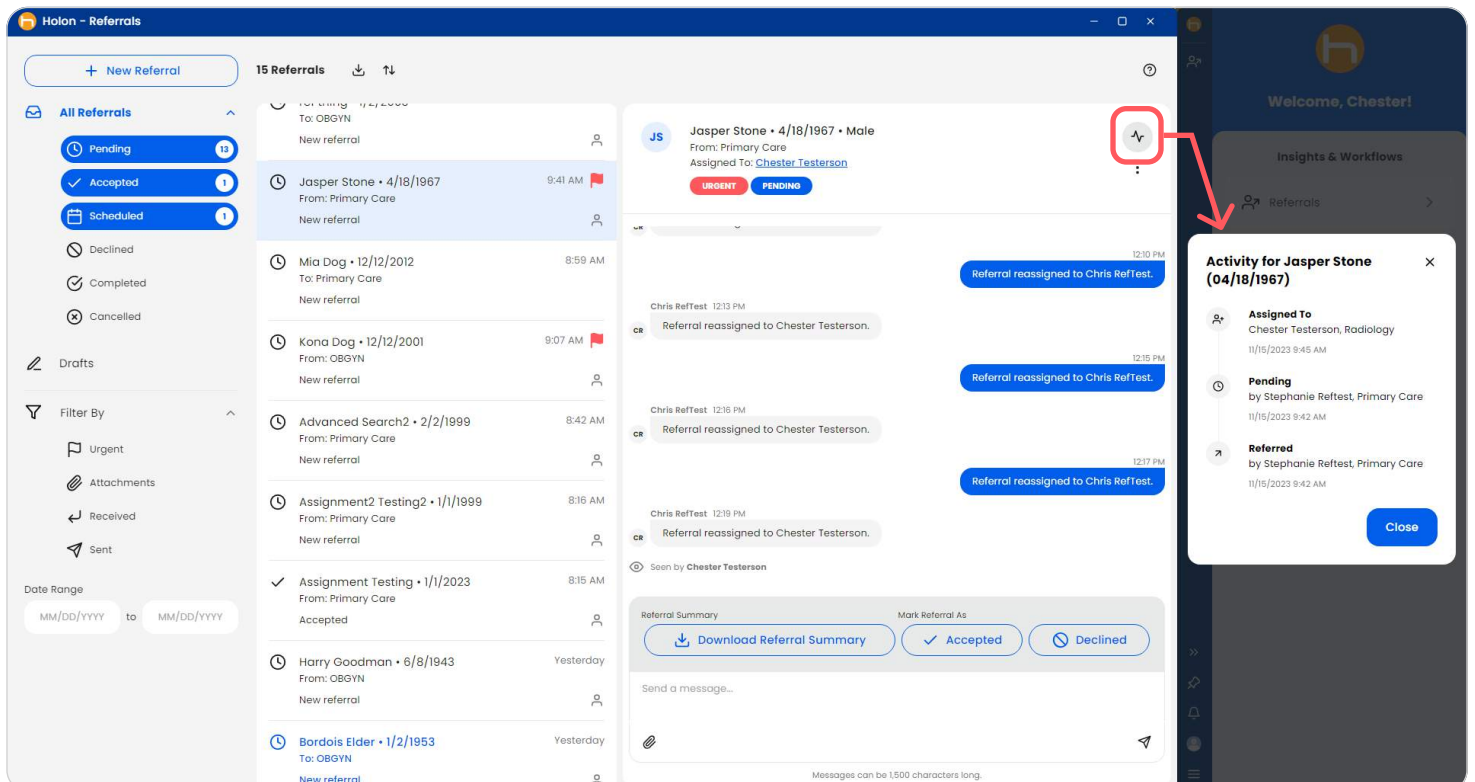 Holon - Referrals
+ New Referral
15 Referrals
All Referrals
Pending 13
Accepted 1
Scheduled 1
Declined
Completed
Cancelled
Drafts
Filter By
Urgent
Attachments
Received
Sent
Date Range
MM/DD/YYYY to MM/DD/YYYY
To: OBGYN
New referral
Jasper Stone • 4/18/1967 9:41 AM
From: Primary Care
New referral
Mia Dog • 12/12/2012 8:59 AM
To: Primary Care
New referral
Kona Dog • 12/12/2001 9:07 AM
From: OBGYN
New referral
Advanced Search2 • 2/2/1999 8:42 AM
From: Primary Care
New referral
Assignment2 Testing2 • 1/1/1999 8:16 AM
From: Primary Care
New referral
Assignment Testing • 1/1/2023 8:15 AM
From: Primary Care
Accepted
Harry Goodman • 6/8/1943 Yesterday
From: OBGYN
New referral
Bordois Elder • 1/2/1953 Yesterday
To: OBGYN
New referral
JS
Jasper Stone • 4/18/1967 • Male
From: Primary Care
Assigned To: Chester Testerson
URGENT PENDING
CR
12:10 PM
Referral reassigned to Chris RefTest.
Chris RefTest 12:13 PM
CR Referral reassigned to Chester Testerson.
12:15 PM
Referral reassigned to Chris RefTest.
Chris RefTest 12:16 PM
CR Referral reassigned to Chester Testerson.
12:17 PM
Referral reassigned to Chris RefTest.
Chris RefTest 12:19 PM
CR Referral reassigned to Chester Testerson.
Seen by Chester Testerson
Referral Summary Mark Referral As
Download Referral Summary Accepted Declined
Send a message...
Messages can be 1,500 characters long.
Welcome, Chester!
Insights & Workflows
Referrals
Activity for Jasper Stone
(04/18/1967)
Assigned To
Chester Testerson, Radiology
11/15/2023 9:45 AM
Pending
by Stephanie Reftest, Primary Care
11/15/2023 9:42 AM
Referred
by Stephanie Reftest, Primary Care
11/15/2023 9:42 AM
Close